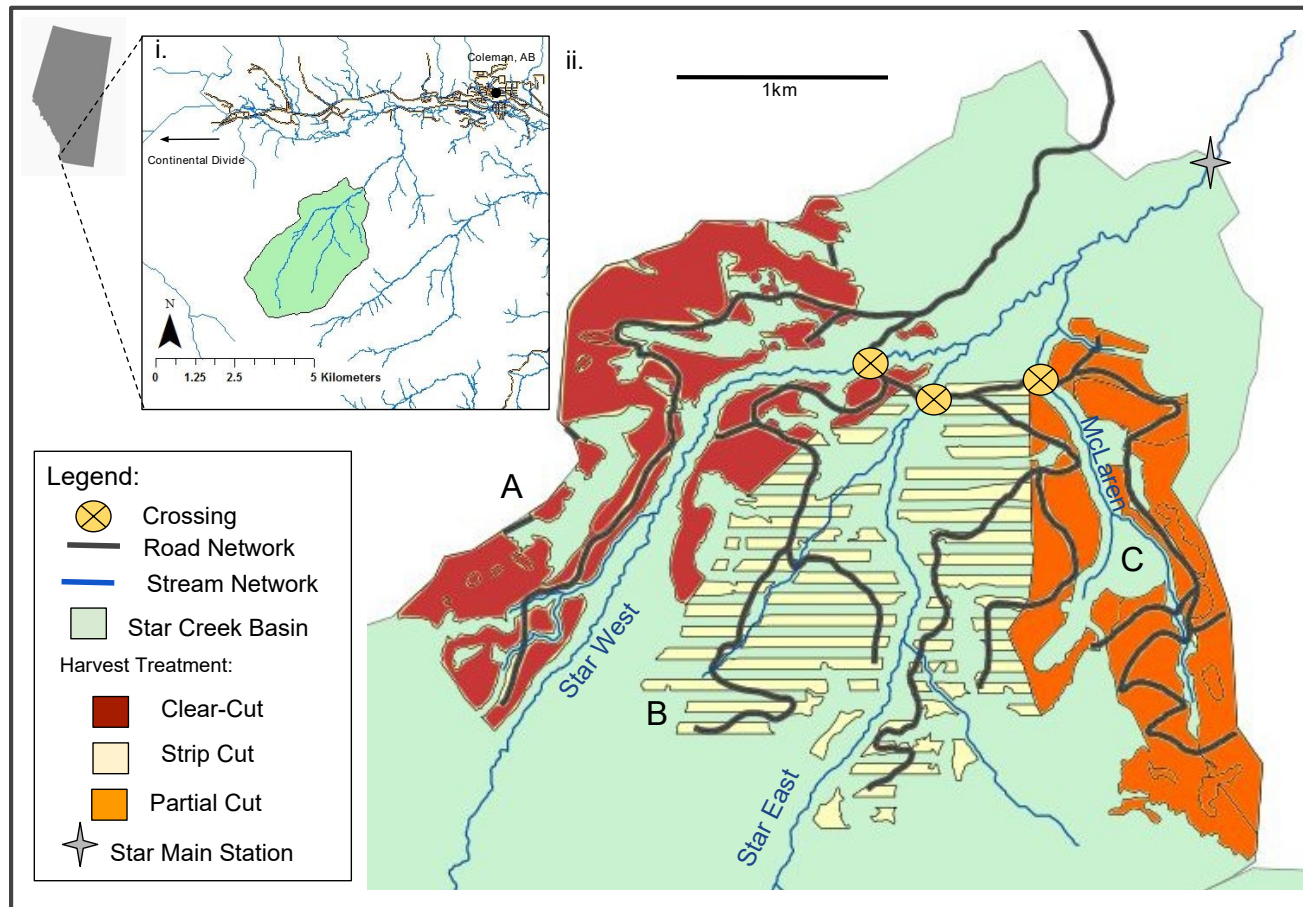 i.
Coleman, AB
Continental Divide
N
0 1.25 2.5 5 Kilometers
ii.
1km
A
B
C
Star West
Star East
McLaren
Legend:
Crossing
Road Network
Stream Network
Star Creek Basin
Harvest Treatment:
Clear-Cut
Strip Cut
Partial Cut
Star Main Station